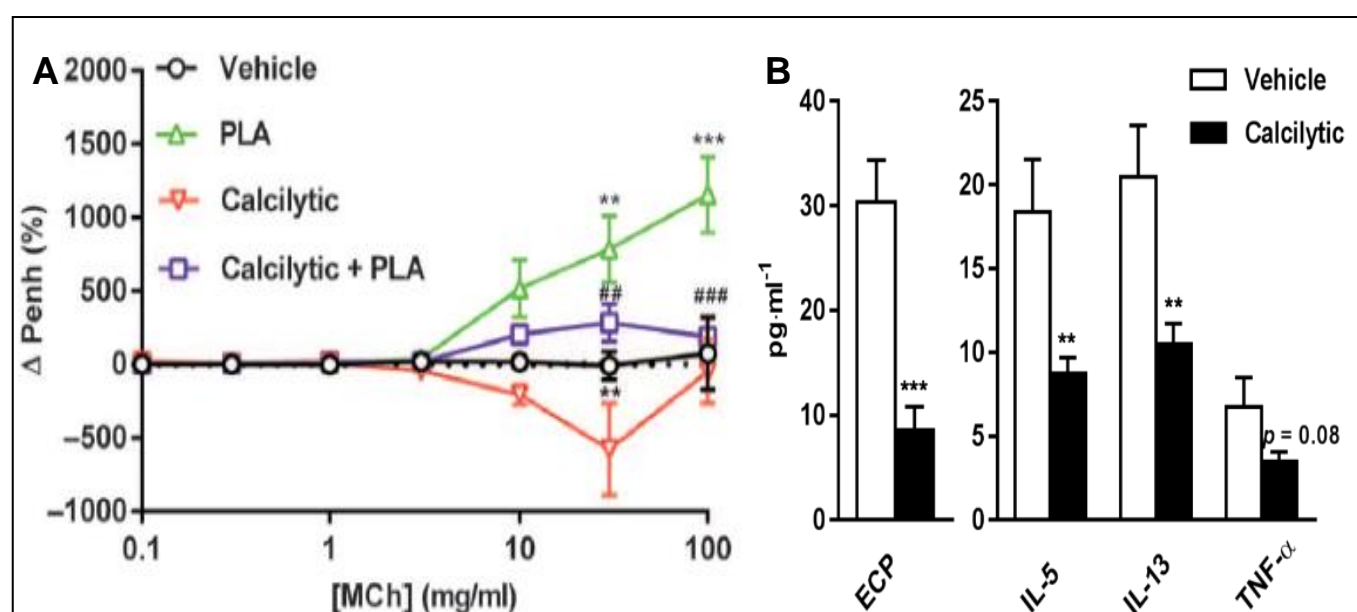 A
Vehicle
PLA
Calcilytic
Calcilytic + PLA
2000
1500
1000
500
0
−500
−1000
Δ Penh (%)
***
**
##
###
**
0.1
1
10
100
[MCh] (mg/ml)
B
Vehicle
Calcilytic
40
30
20
10
0
pg·ml⁻¹
25
20
15
10
5
0
***
**
**
p = 0.08
ECP
IL-5
IL-13
TNF-α